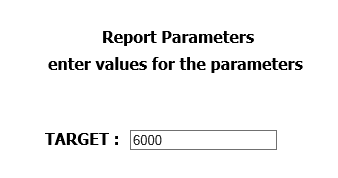 Report Parameters
enter values for the parameters
TARGET : 6000